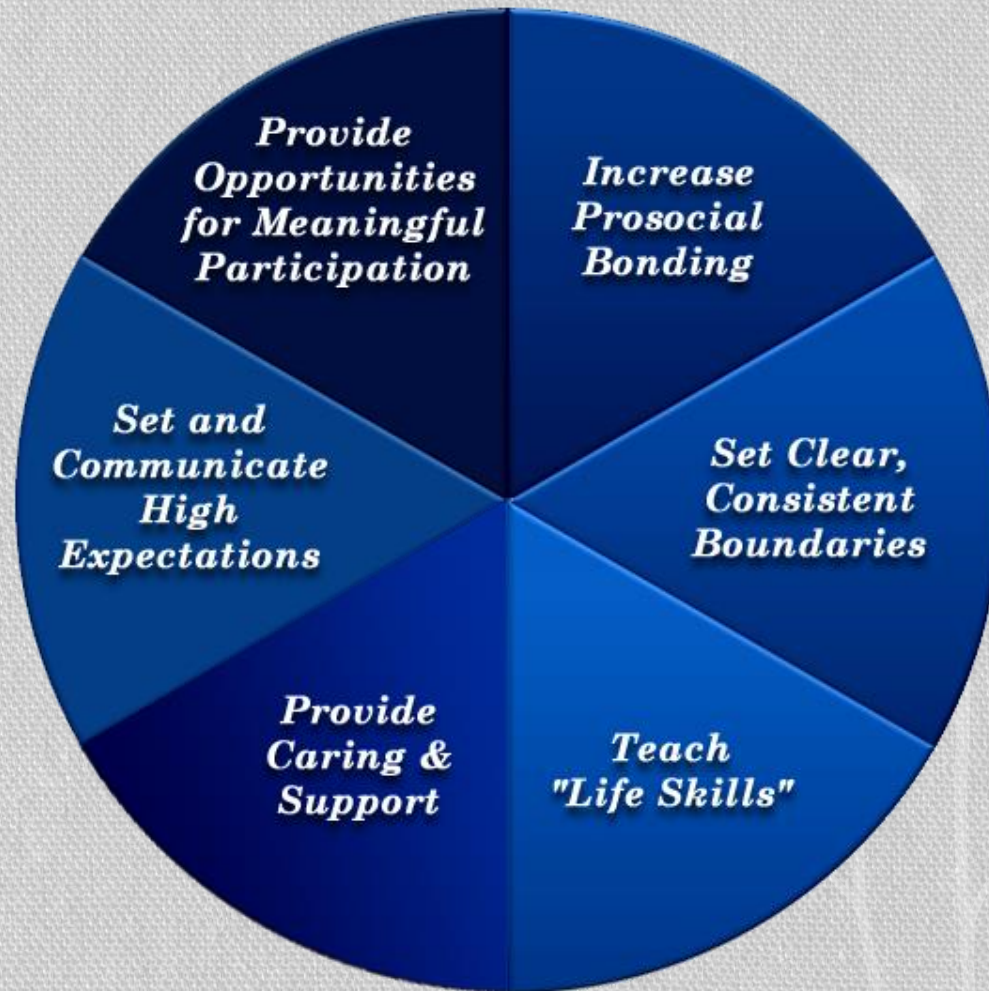 Provide
Opportunities
for Meaningful
Participation
Increase
Prosocial
Bonding
Set and
Communicate
High
Expectations
Set Clear,
Consistent
Boundaries
Provide
Caring &
Support
Teach
"Life Skills"